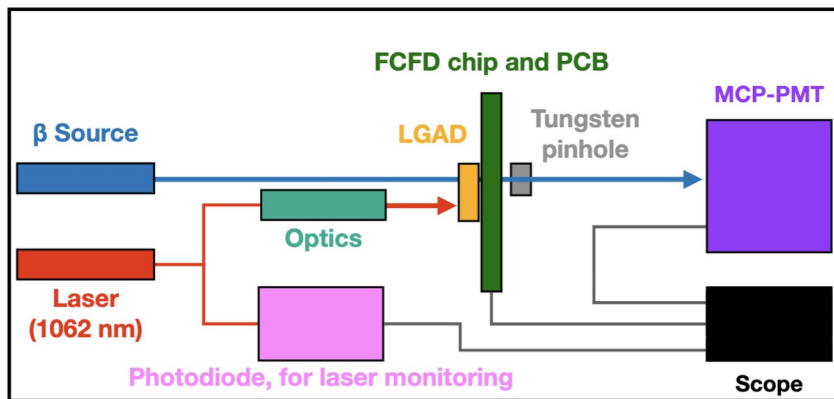 FCFD chip and PCB
MCP-PMT
β Source
LGAD
Tungsten
pinhole
Optics
Laser
(1062 nm)
Photodiode, for laser monitoring
Scope